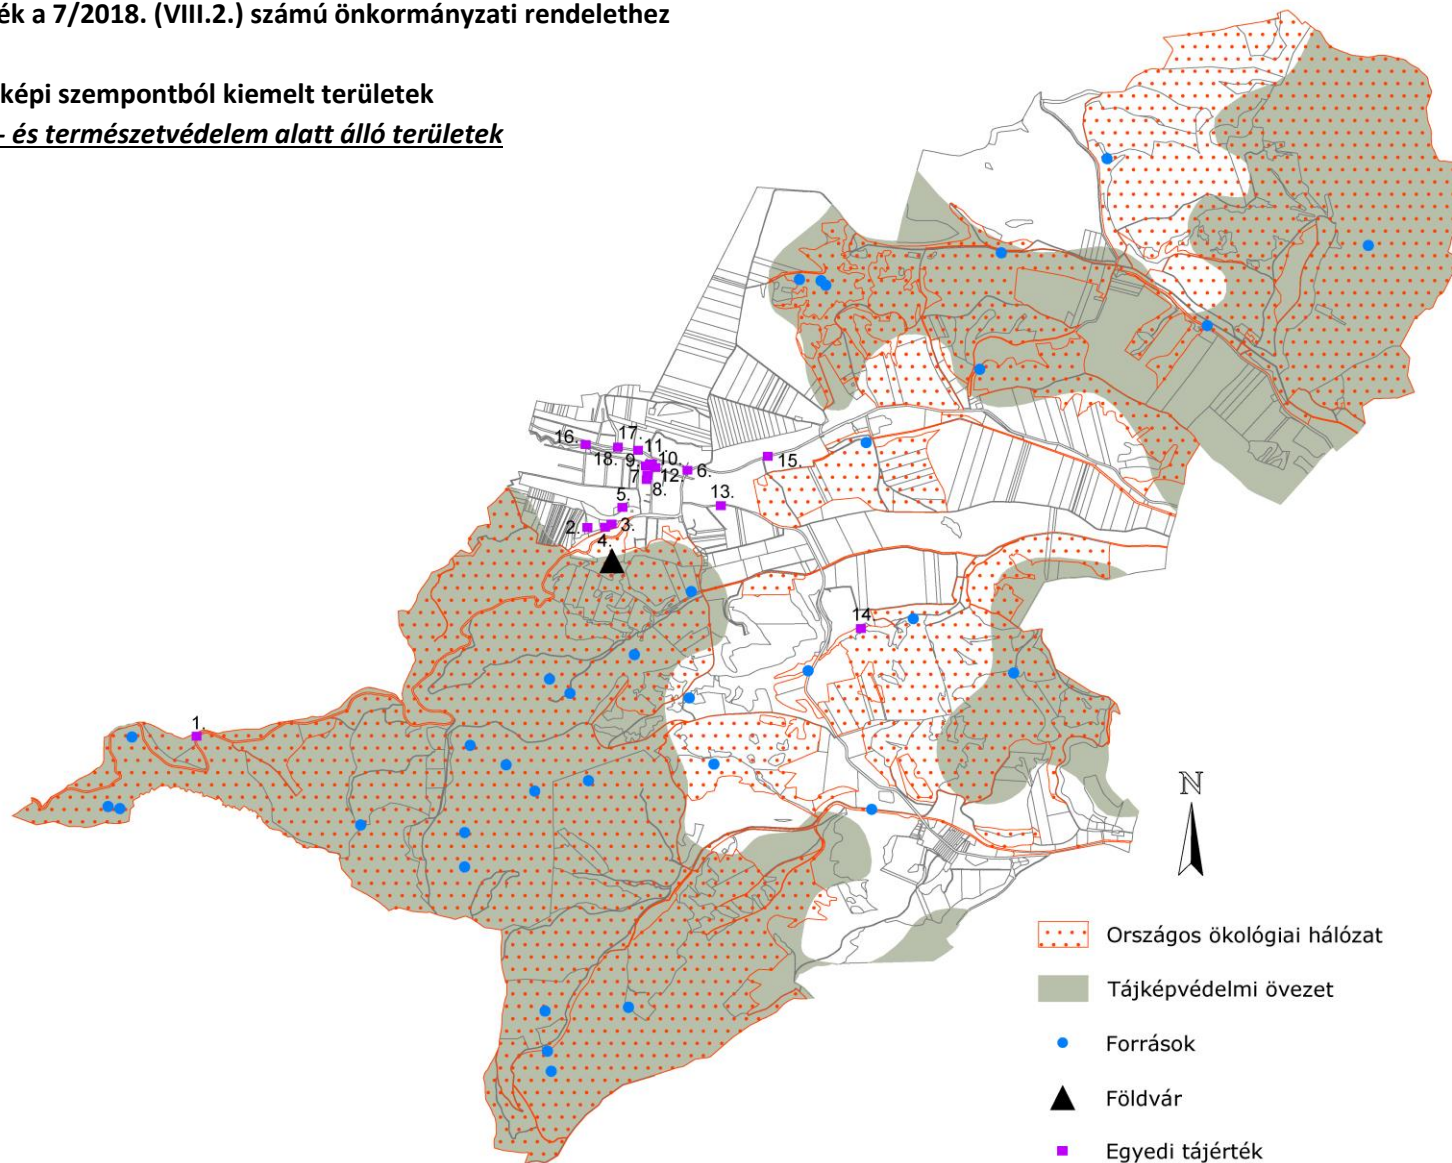 ék a 7/2018. (VIII.2.) számú önkormányzati rendelethez
képi szempontból kiemelt területek
- és természetvédelem alatt álló területek
16.
17.
11.
18.
9.
10.
7.
12.
6.
15.
8.
5.
13.
2.
3.
4.
14.
1.
N
Országos ökológiai hálózat
Tájképvédelmi övezet
Források
Földvár
Egyedi tájérték